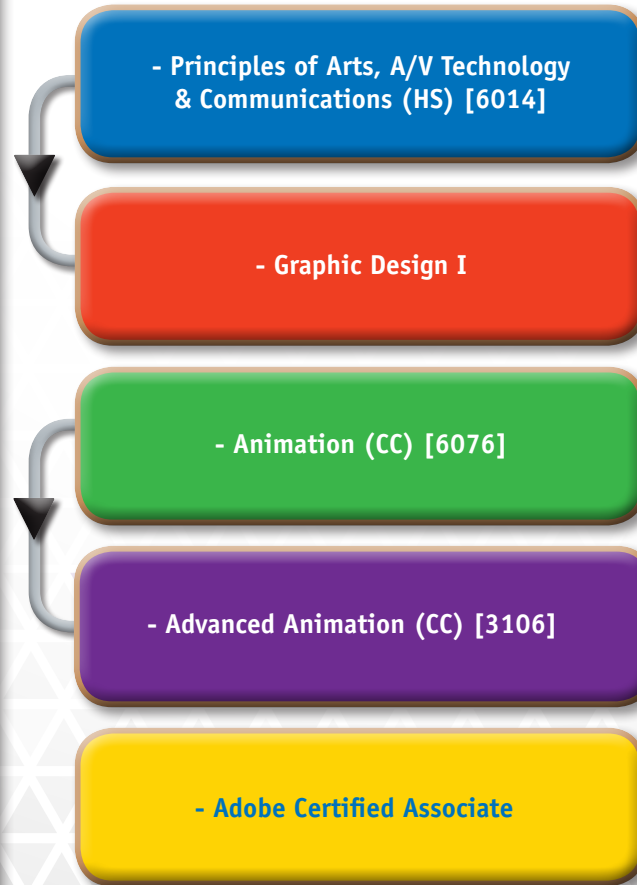 - Principles of Arts, A/V Technology
& Communications (HS) [6014]
- Graphic Design I
- Animation (CC) [6076]
- Advanced Animation (CC) [3106]
- Adobe Certified Associate